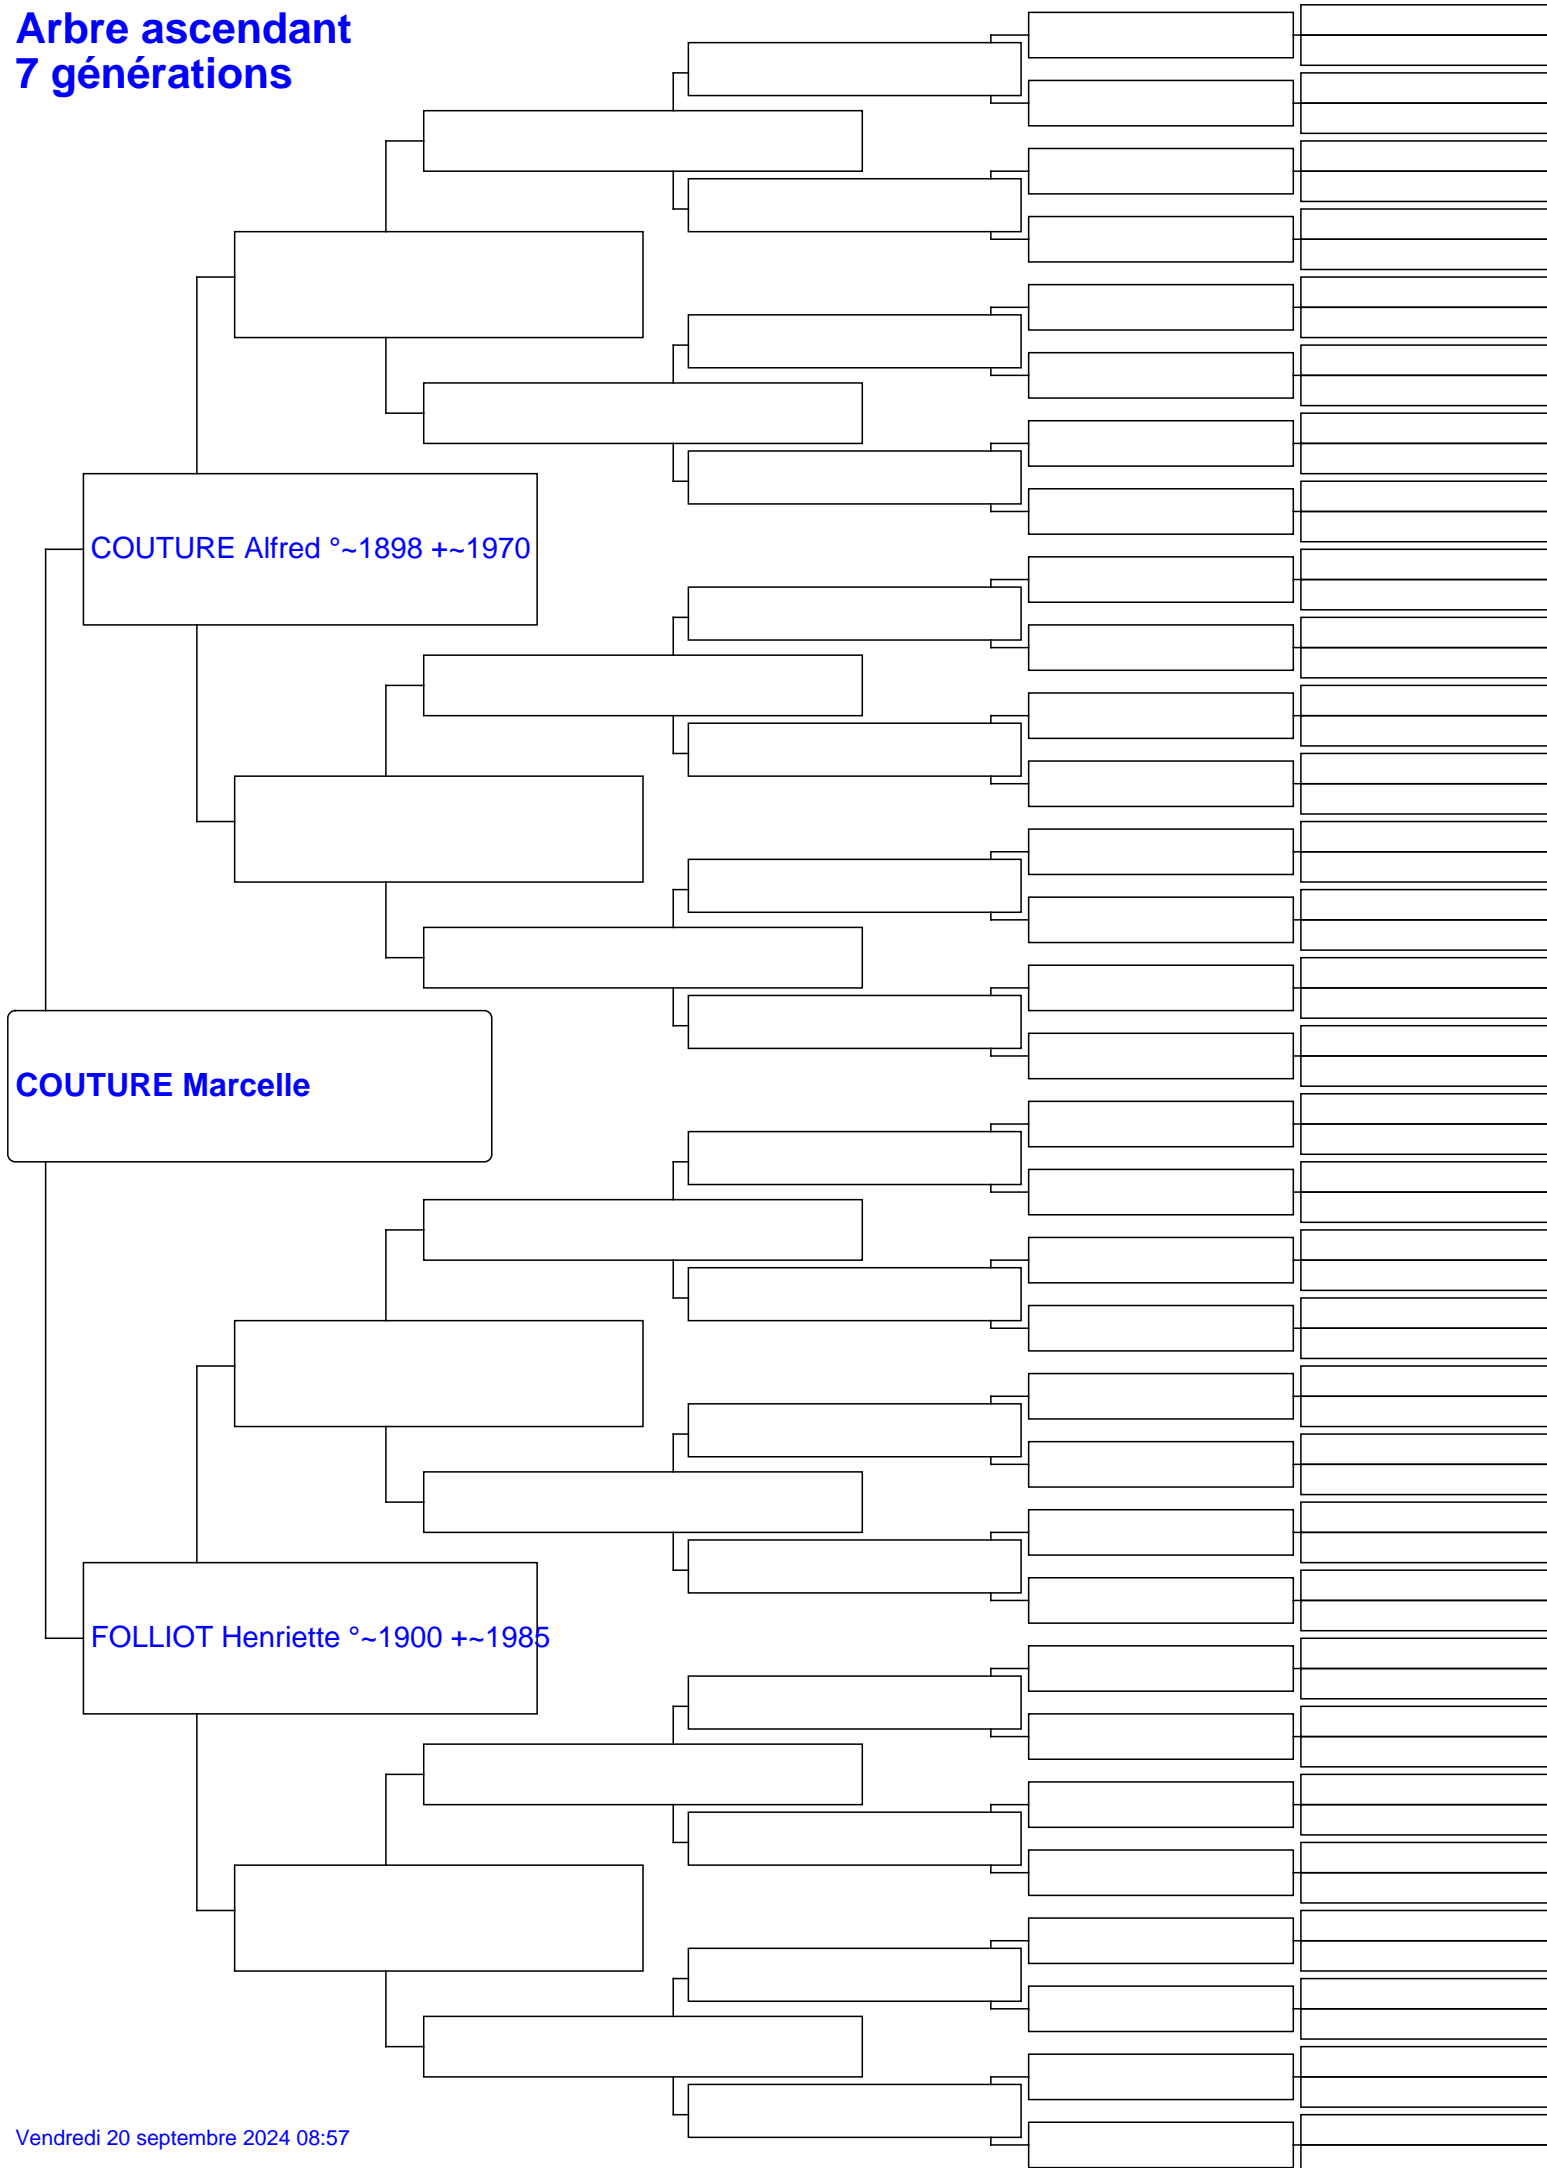 Arbre ascendant
7 générations
COUTURE Alfred °~1898 +~1970
COUTURE Marcelle
FOLLIOT Henriette °~1900 +~1985
Vendredi 20 septembre 2024 08:57